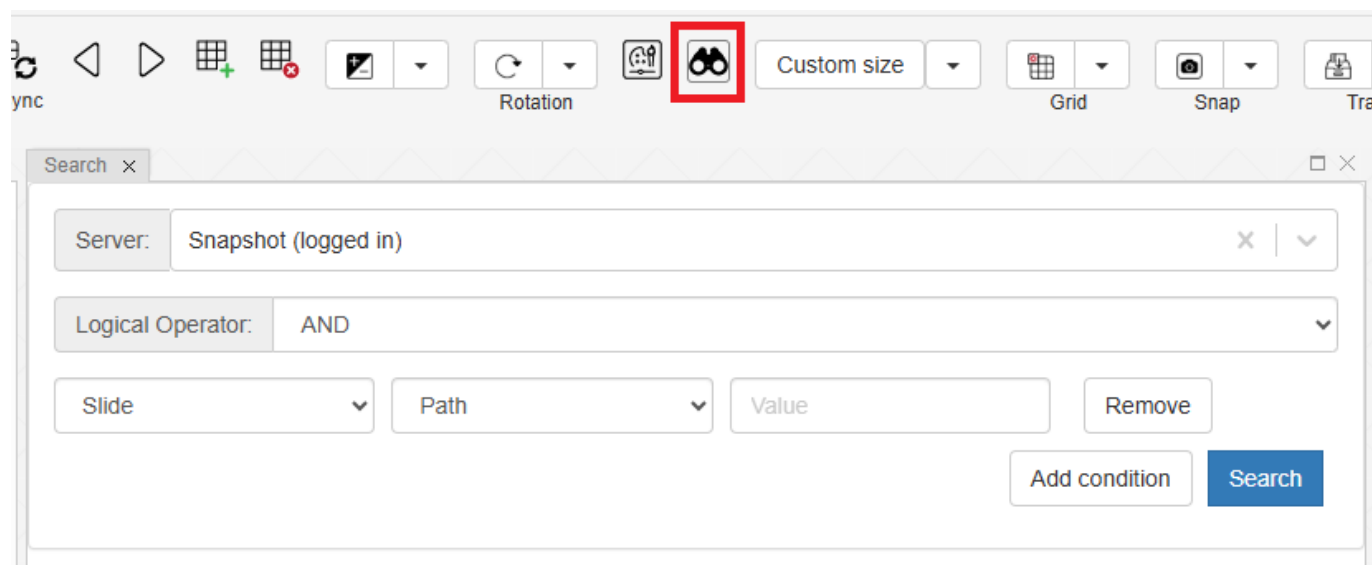 Custom size
ync
Rotation
Grid
Snap
Tra
Search
Server:
Snapshot (logged in)
Logical Operator:
AND
Slide
Path
Value
Remove
Add condition
Search